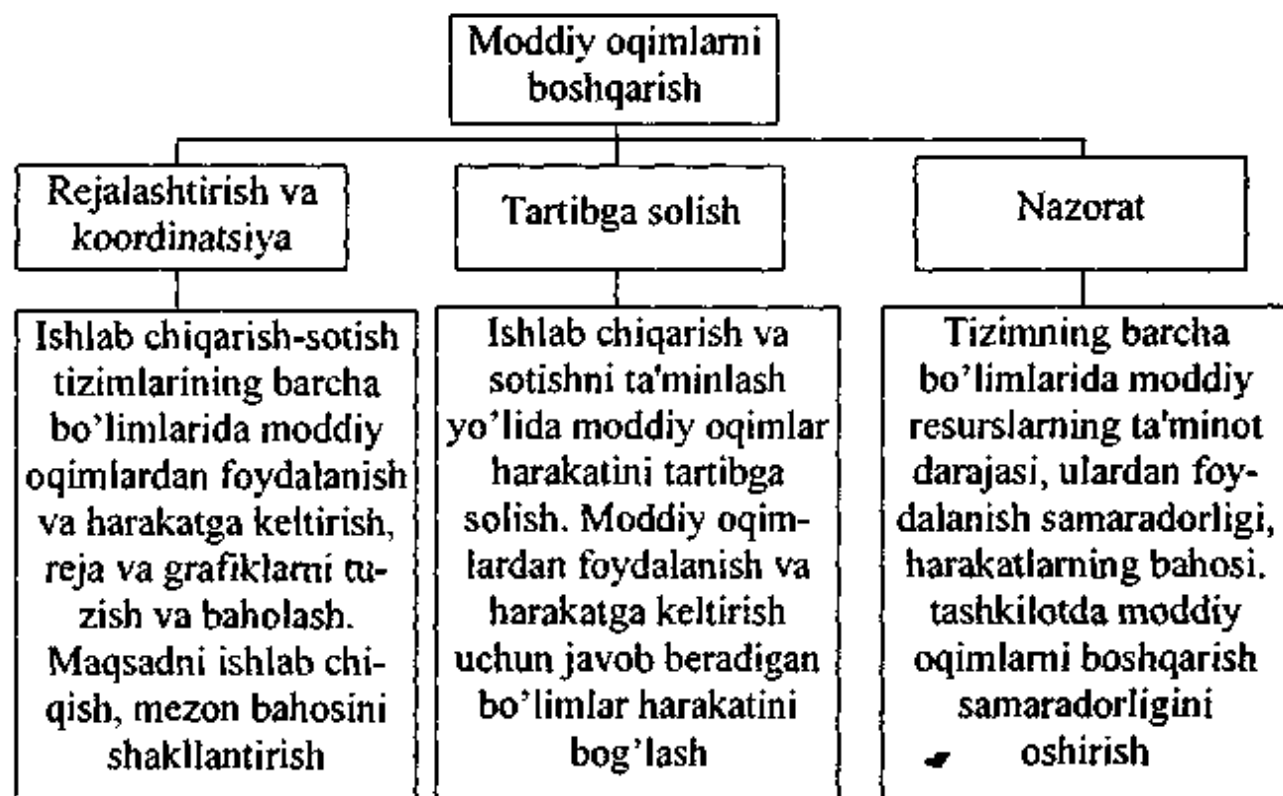 Moddiy oqimlarni
boshqarish
Rejalashtirish va
koordinatsiya
Tartibga solish
Nazorat
Ishlab chiqarish-sotish
tizimlarining barcha
bo’limlarida moddiy
oqimlardan foydalanish
va harakatga keltirish,
reja va grafiklarni tu-
zish va baholash.
Maqsadni ishlab chi-
qish, mezon bahosini
shakllantirish
Ishlab chiqarish va
sotishni ta'minlash
yo’lida moddiy oqimlar
harakatini tartibga
solish. Moddiy oqim-
lardan foydalanish va
harakatga keltirish
uchun javob beradigan
bo’limlar harakatini
bog’lash
Tizimning barcha
bo’limlarida moddiy
resurslarning ta'minot
darajasi, ulardan foy-
dalanish samaradorligi,
harakatlarning bahosi.
tashkilotda moddiy
oqimlarni boshqarish
samaradorligini
oshirish